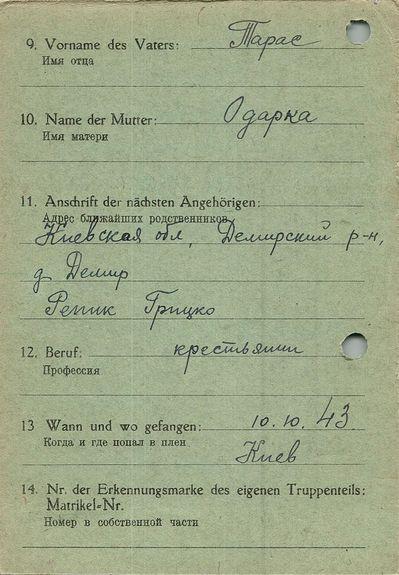 9. Vorname des Vaters: Тарас
Имя отца
10. Name der Mutter: Одарка
Имя матери
11. Anschrift der nächsten Angehörigen:
Адрес ближайших родственников
Киевская обл, Демирский р-н,
д Демир
Репик Грицко
12. Beruf: крестьянин
Профессия
13 Wann und wo gefangen: 10.10.43
Когда и где попал в плен
Киев
14. Nr. der Erkennungsmarke des eigenen Truppenteils:
Matrikel-Nr.
Номер в собственной части